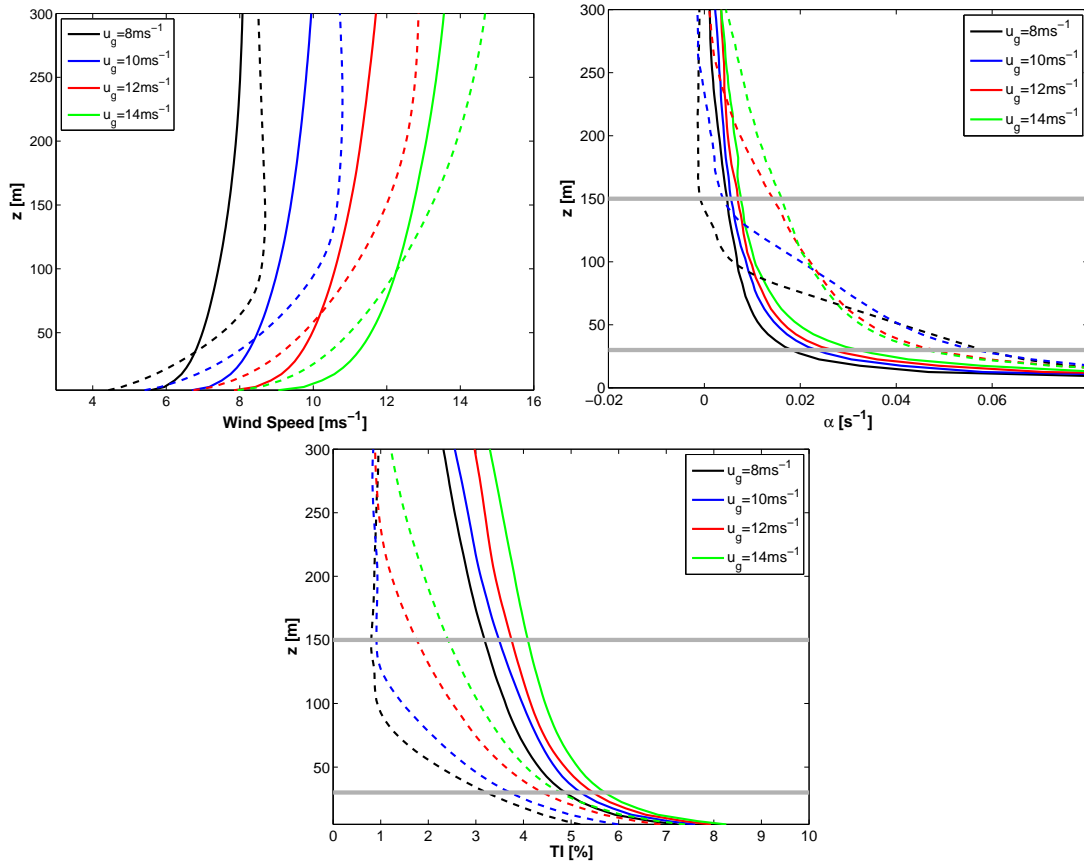 300
250
200
150
100
50
z [m]
4
6
8
10
12
14
16
Wind Speed [ms⁻¹]
u_g=8ms⁻¹
u_g=10ms⁻¹
u_g=12ms⁻¹
u_g=14ms⁻¹
300
250
200
150
100
50
0
z [m]
−0.02
0
0.02
0.04
0.06
α [s⁻¹]
u_g=8ms⁻¹
u_g=10ms⁻¹
u_g=12ms⁻¹
u_g=14ms⁻¹
300
250
200
150
100
50
z [m]
0
1
2
3
4
5
6
7
8
9
10
TI [%]
u_g=8ms⁻¹
u_g=10ms⁻¹
u_g=12ms⁻¹
u_g=14ms⁻¹